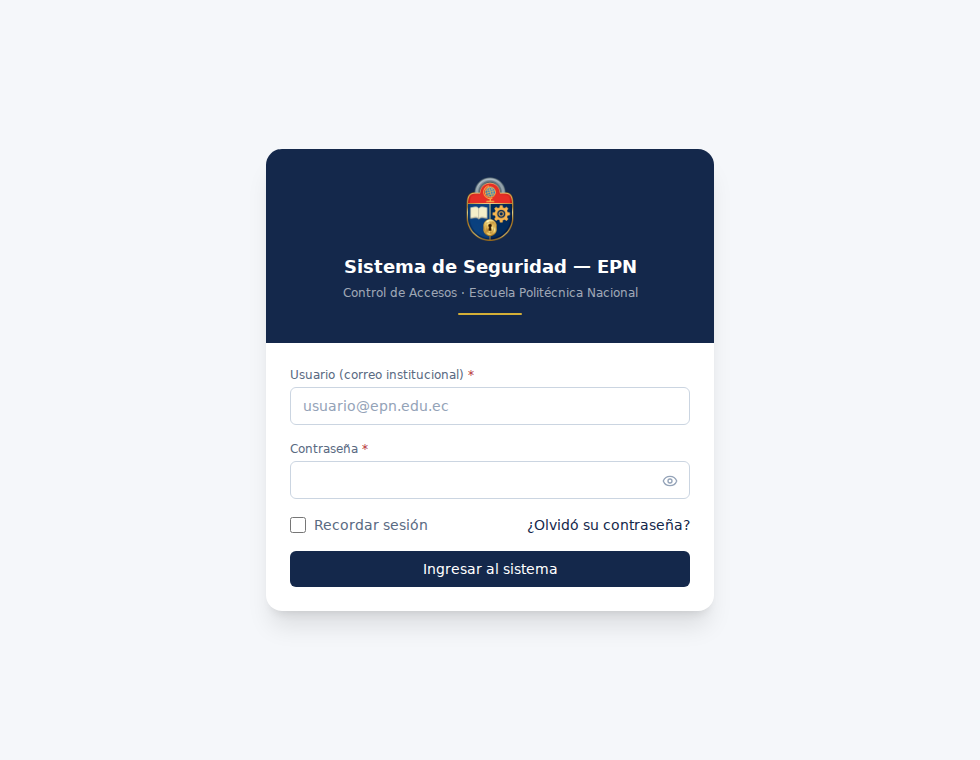 Sistema de Seguridad — EPN
Control de Accesos · Escuela Politécnica Nacional
Usuario (correo institucional) *
usuario@epn.edu.ec
Contraseña *
Recordar sesión ¿Olvidó su contraseña?
Ingresar al sistema